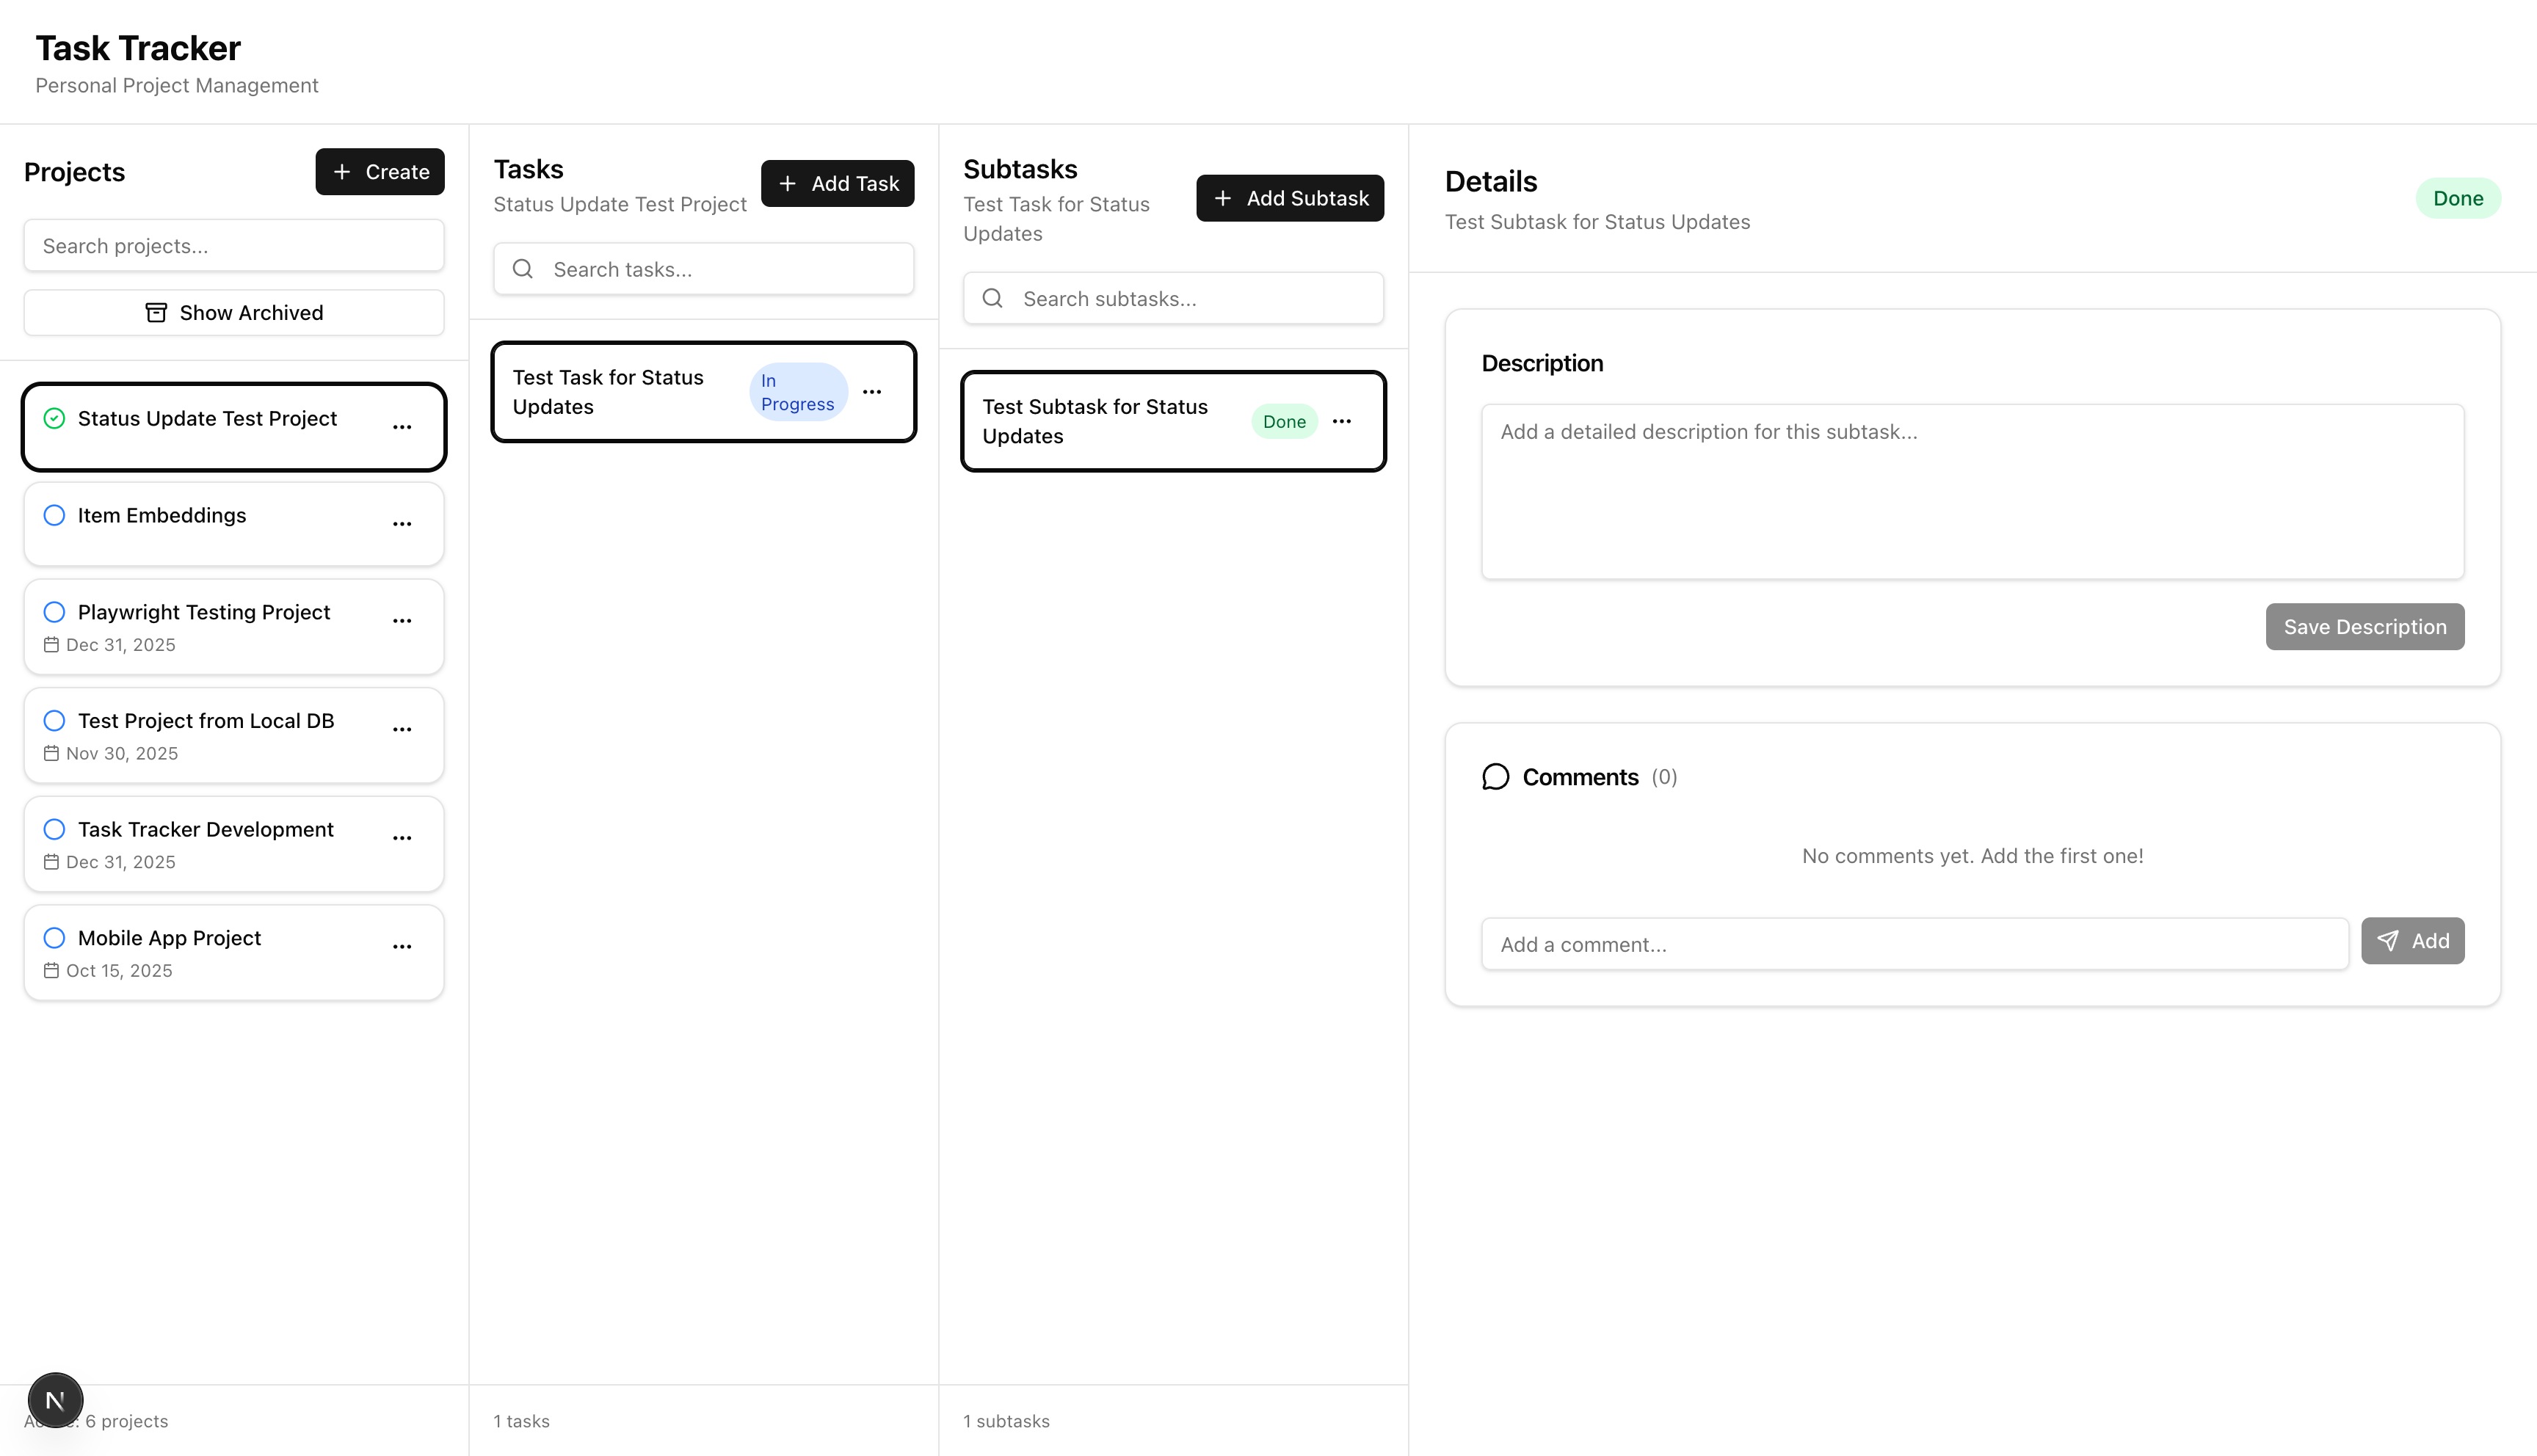 Task Tracker
Personal Project Management
Projects
Create
Search projects...
Show Archived
Status Update Test Project
Item Embeddings
Playwright Testing Project
Dec 31, 2025
Test Project from Local DB
Nov 30, 2025
Task Tracker Development
Dec 31, 2025
Mobile App Project
Oct 15, 2025
N
6 projects
Tasks
Status Update Test Project
Add Task
Search tasks...
Test Task for Status
Updates
In
Progress
1 tasks
Subtasks
Test Task for Status
Updates
Add Subtask
Search subtasks...
Test Subtask for Status
Updates
Done
1 subtasks
Details
Test Subtask for Status Updates
Done
Description
Add a detailed description for this subtask...
Save Description
Comments (0)
No comments yet. Add the first one!
Add a comment...
Add